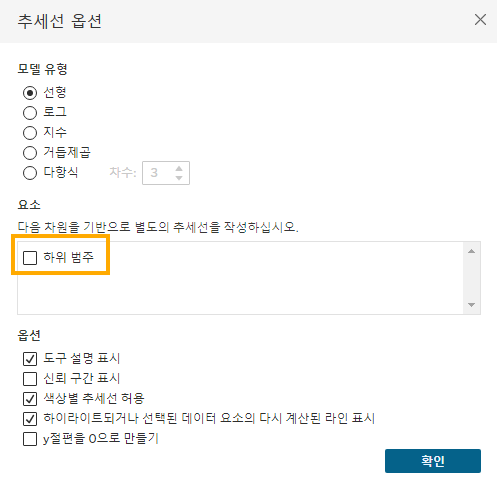 추세선 옵션
모델 유형
선형
로그
지수
거듭제곱
다항식 차수: 3
요소
다음 차원을 기반으로 별도의 추세선을 작성하십시오.
하위 범주
옵션
도구 설명 표시
신뢰 구간 표시
색상별 추세선 허용
하이라이트되거나 선택된 데이터 요소의 다시 계산된 라인 표시
y절편을 0으로 만들기
확인